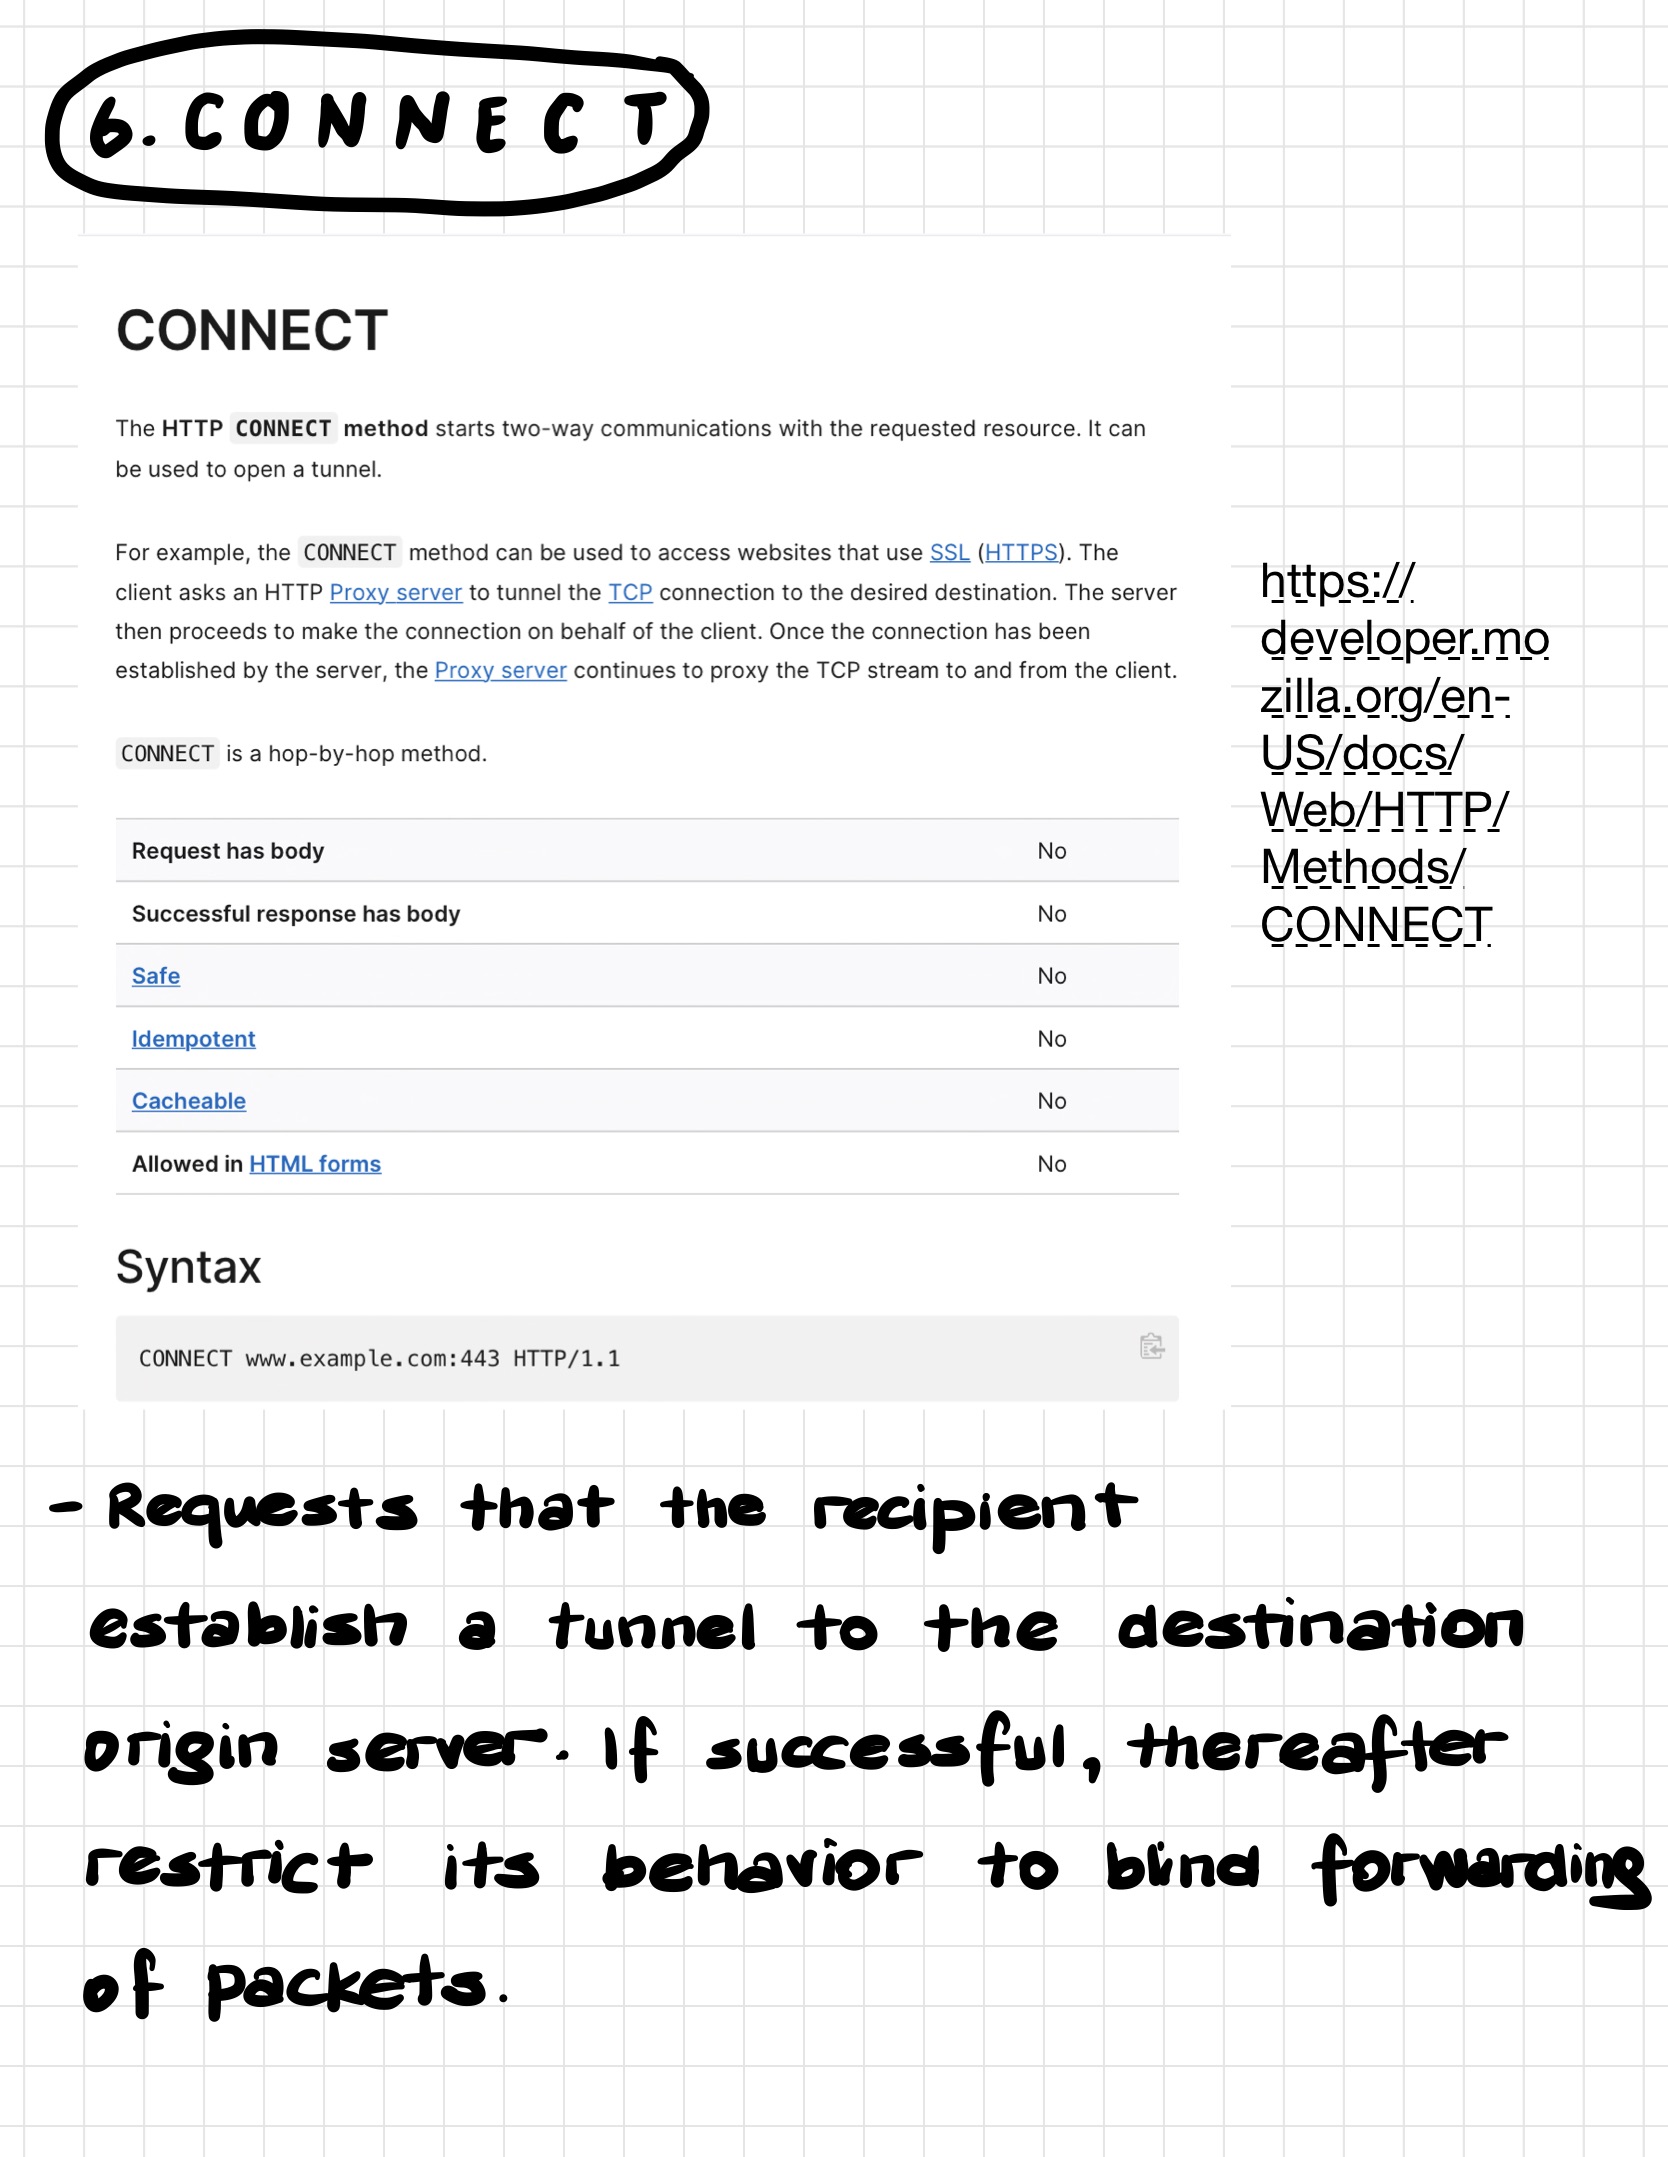 6. CONNECT
CONNECT
The HTTP CONNECT method starts two-way communications with the requested resource. It can
be used to open a tunnel.
For example, the CONNECT method can be used to access websites that use SSL (HTTPS). The
client asks an HTTP Proxy server to tunnel the TCP connection to the desired destination. The server
then proceeds to make the connection on behalf of the client. Once the connection has been
established by the server, the Proxy server continues to proxy the TCP stream to and from the client.
CONNECT is a hop-by-hop method.
Request has body No
Successful response has body No
Safe No
Idempotent No
Cacheable No
Allowed in HTML forms No
Syntax
CONNECT www.example.com:443 HTTP/1.1
https://
developer.mo
zilla.org/en-
US/docs/
Web/HTTP/
Methods/
CONNECT
- Requests that the recipient
establish a tunnel to the destination
origin server. If successful, thereafter
restrict its behavior to blind forwarding
of packets.